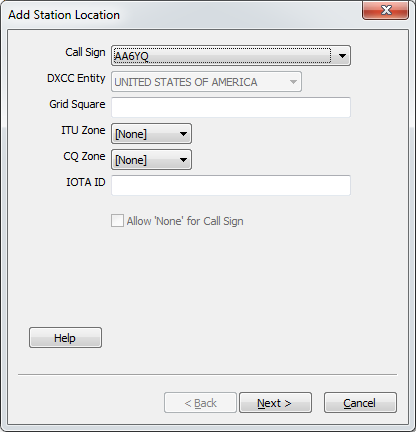 Add Station Location
Call Sign AA6YQ
DXCC Entity UNITED STATES OF AMERICA
Grid Square
ITU Zone [None]
CQ Zone [None]
IOTA ID
Allow 'None' for Call Sign
Help
< Back Next > Cancel